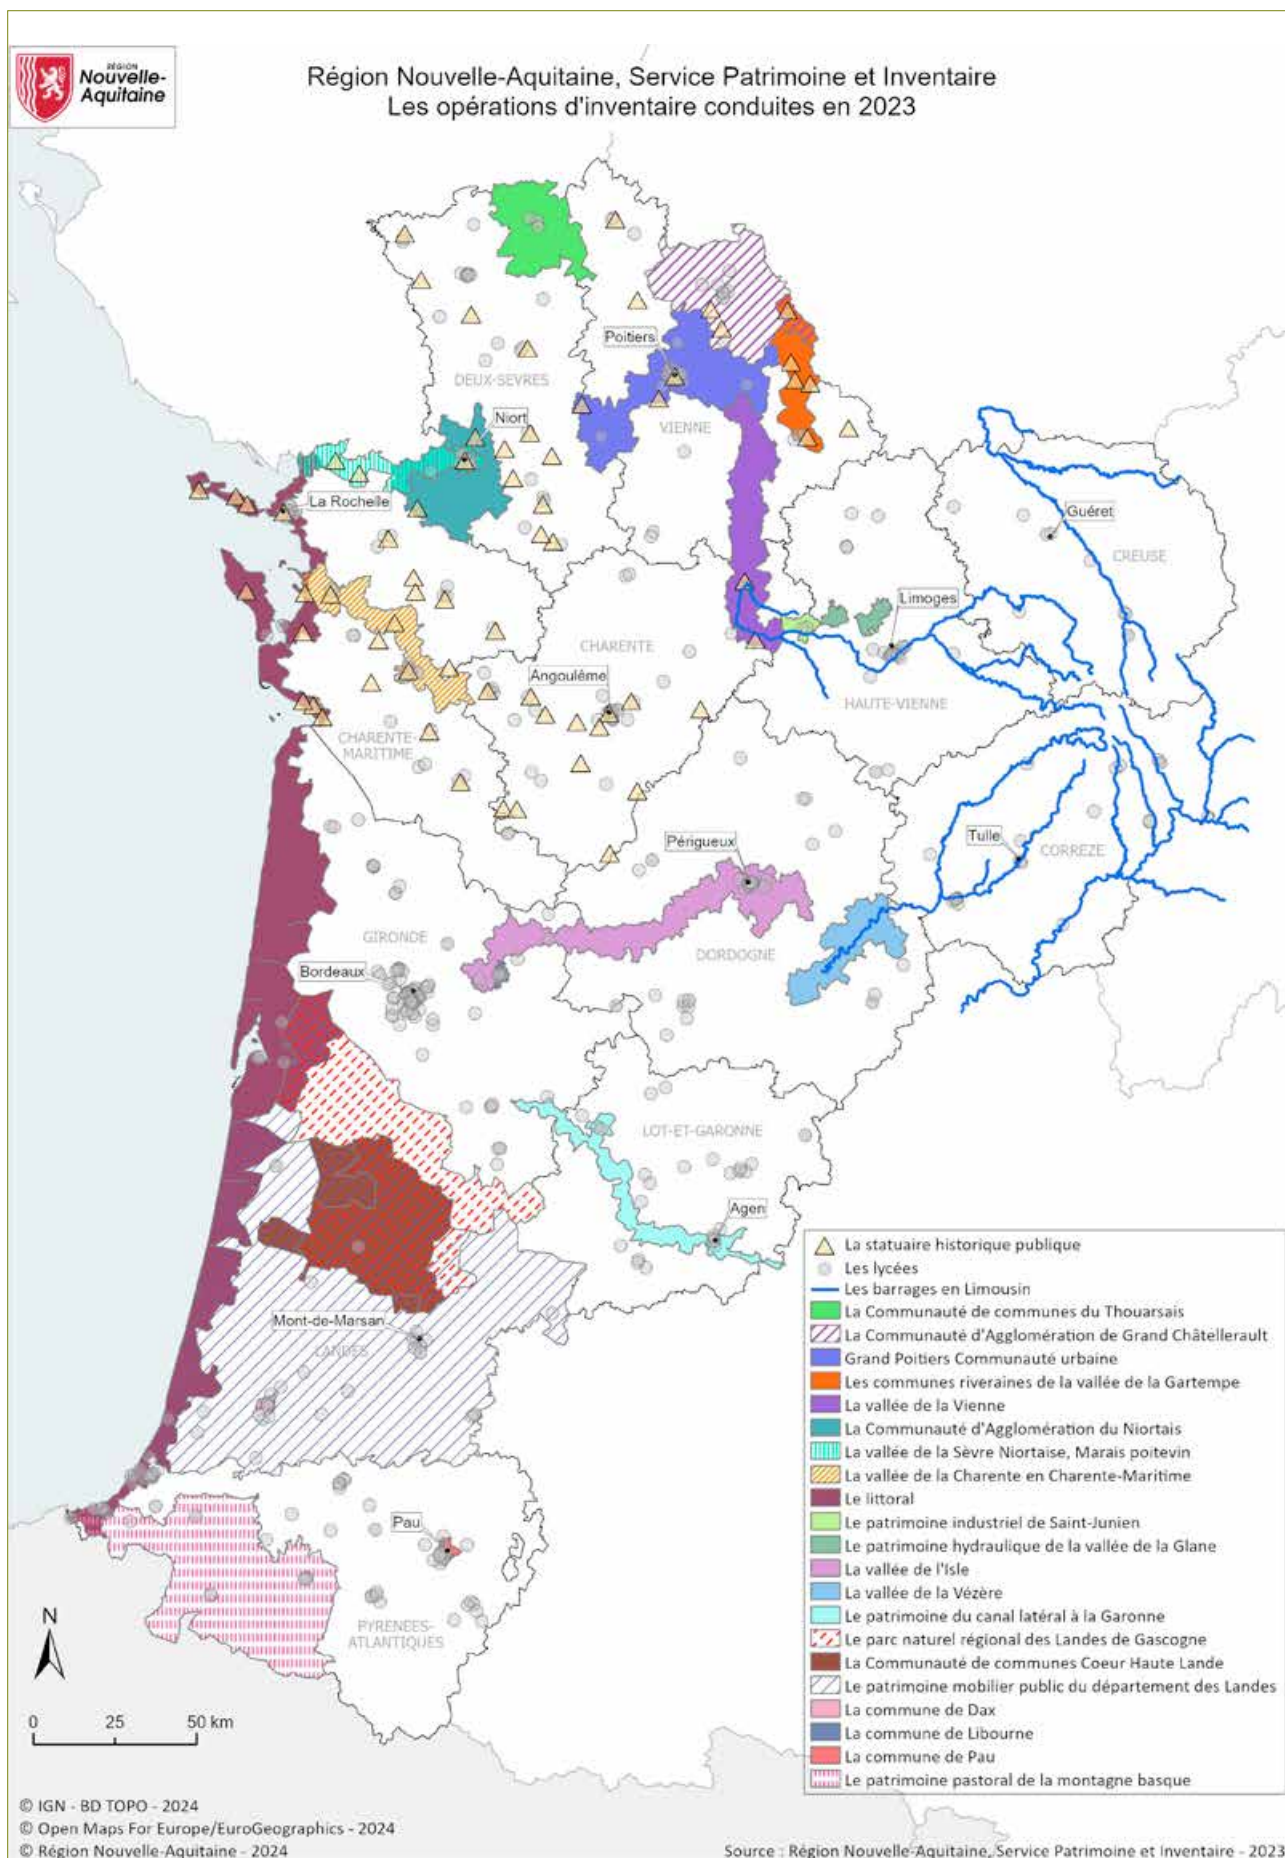 RÉGION
Nouvelle-
Aquitaine
Région Nouvelle-Aquitaine, Service Patrimoine et Inventaire
Les opérations d'inventaire conduites en 2023
Poitiers
DEUX-SEVRES
Niort
VIENNE
La Rochelle
Guéret
CREUSE
Limoges
CHARENTE
Angoulême
HAUTE-VIENNE
CHARENTE-
MARITIME
Périgueux
Tulle
CORREZE
GIRONDE
DORDOGNE
Bordeaux
LOT-ET-GARONNE
Agen
Mont-de-Marsan
LANDES
Pau
PYRENEES-
ATLANTIQUES
La statuaire historique publique
Les lycées
Les barrages en Limousin
La Communauté de communes du Thouarsais
La Communauté d'Agglomération de Grand Châtellerault
Grand Poitiers Communauté urbaine
Les communes riveraines de la vallée de la Gartempe
La vallée de la Vienne
La Communauté d'Agglomération du Niortais
La vallée de la Sèvre Niortaise, Marais poitevin
La vallée de la Charente en Charente-Maritime
Le littoral
Le patrimoine industriel de Saint-Junien
Le patrimoine hydraulique de la vallée de la Glane
La vallée de l'Isle
La vallée de la Vézère
Le patrimoine du canal latéral à la Garonne
Le parc naturel régional des Landes de Gascogne
La Communauté de communes Coeur Haute Lande
Le patrimoine mobilier public du département des Landes
La commune de Dax
La commune de Libourne
La commune de Pau
Le patrimoine pastoral de la montagne basque
N
0 25 50 km
© IGN - BD TOPO - 2024
© Open Maps For Europe/EuroGeographics - 2024
© Région Nouvelle-Aquitaine - 2024
Source : Région Nouvelle-Aquitaine, Service Patrimoine et Inventaire - 2023